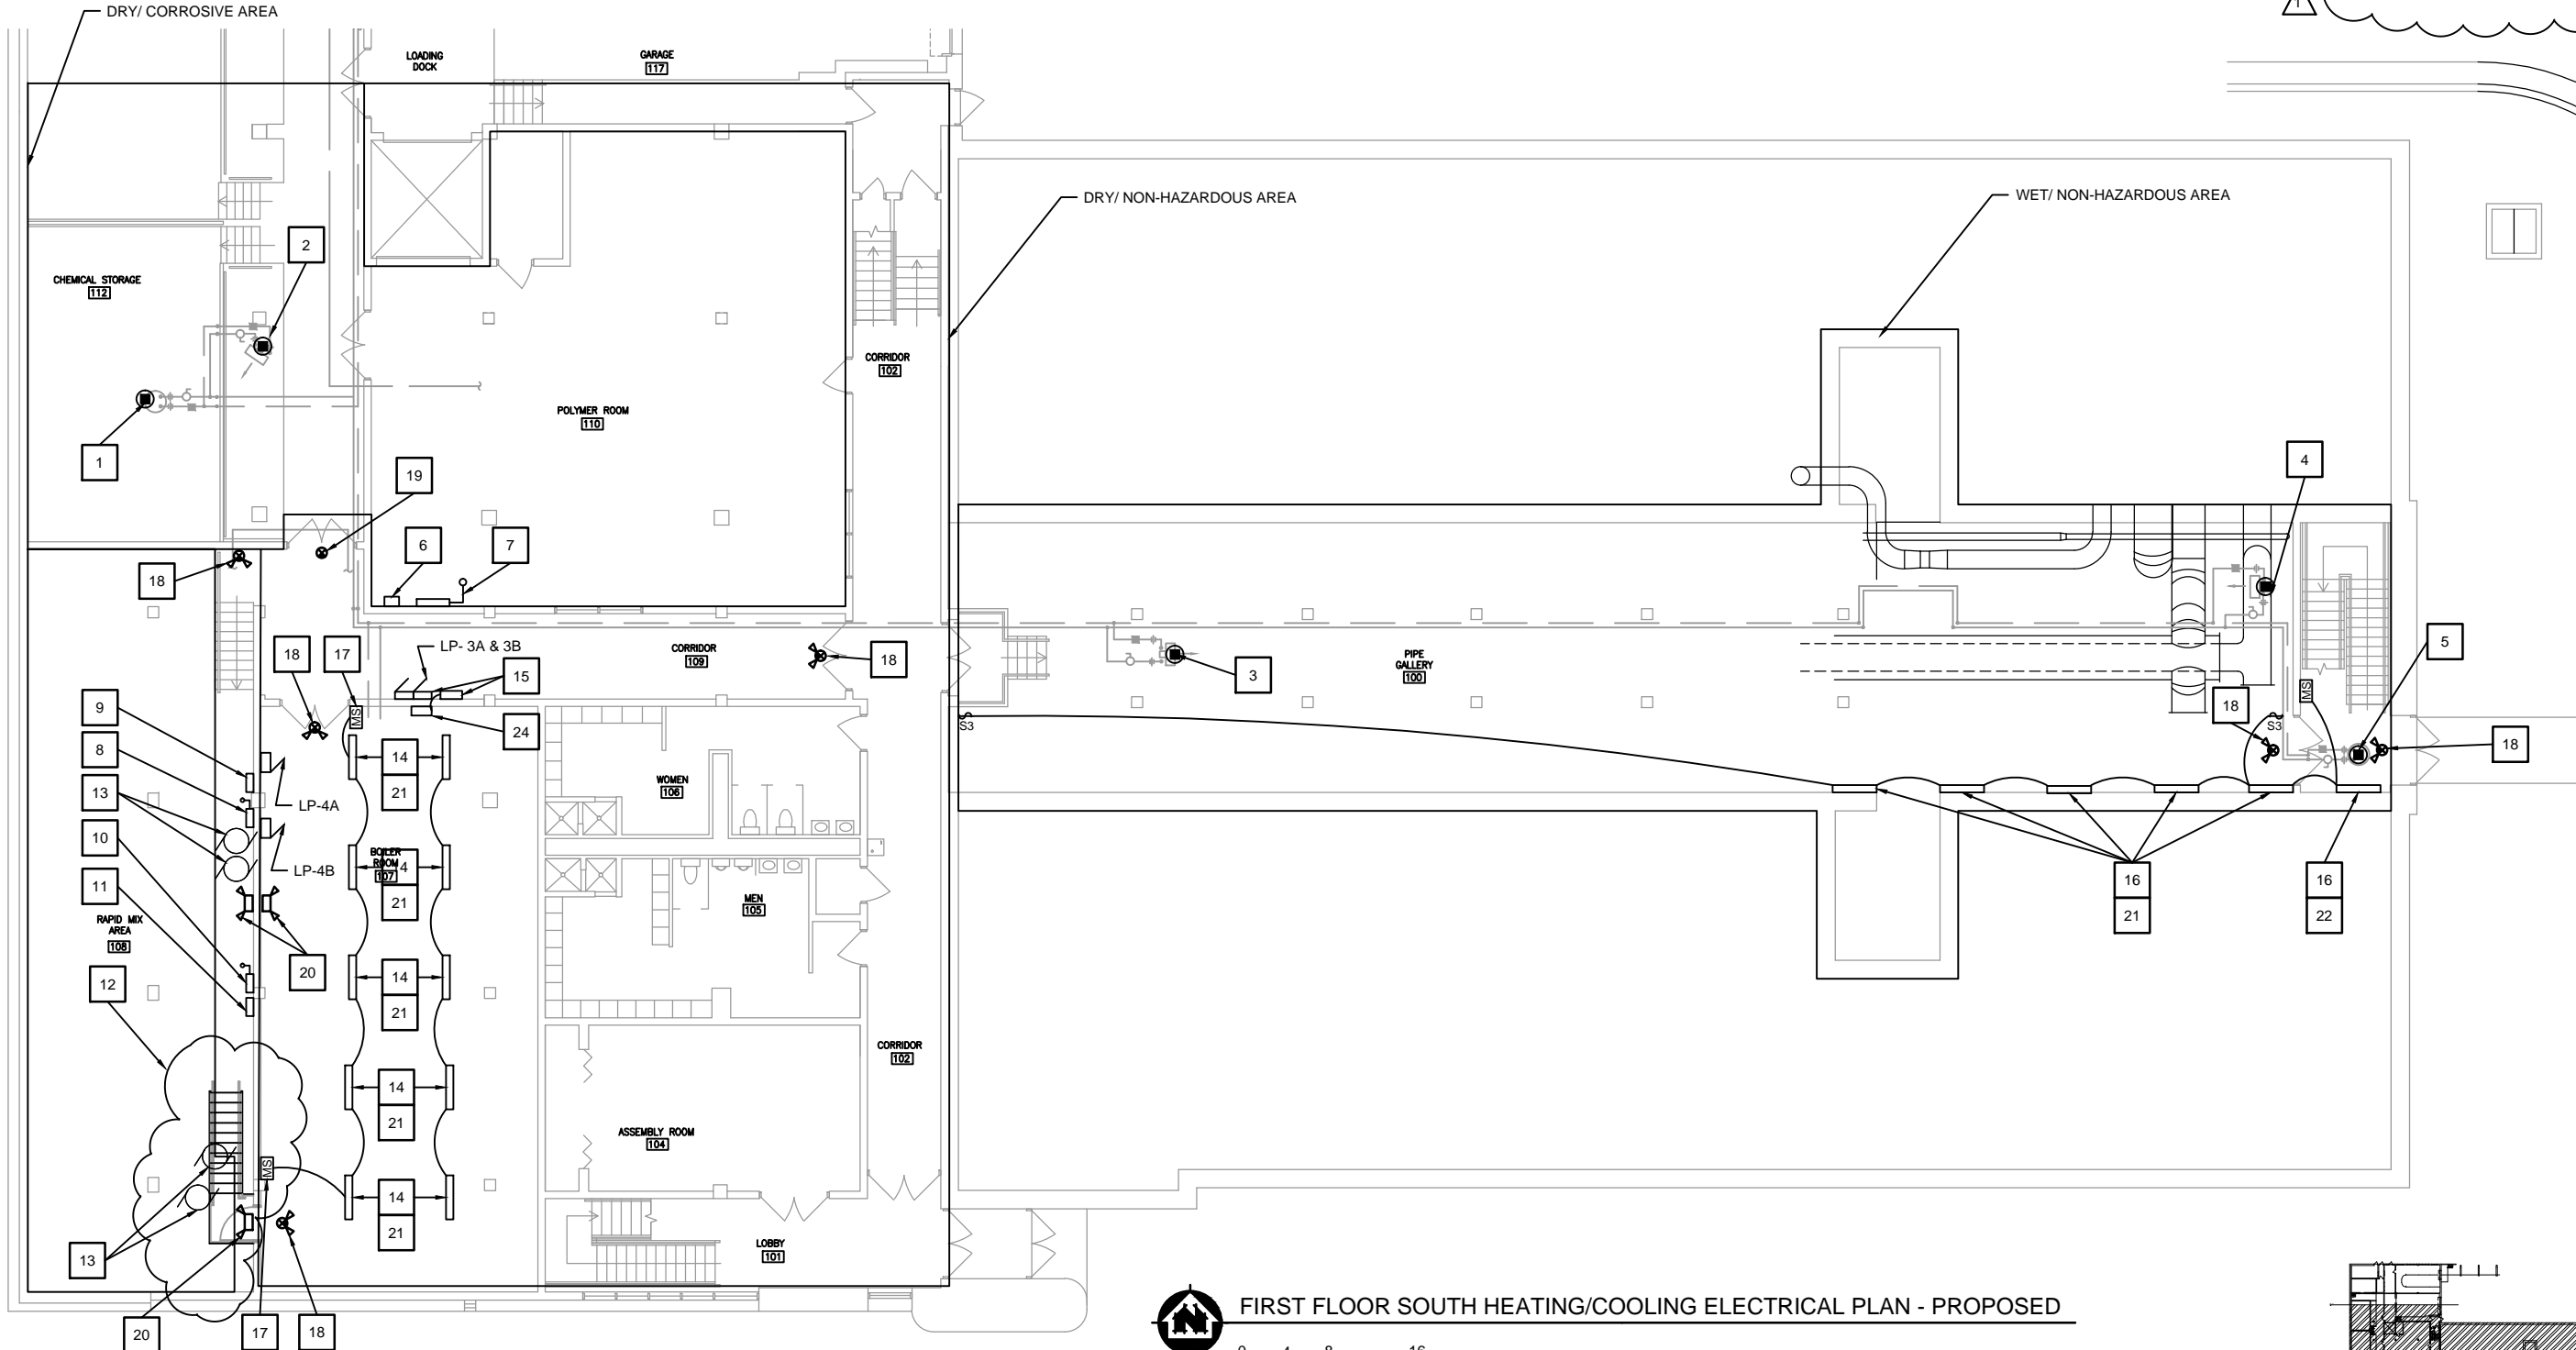 DRY/ CORROSIVE AREA
1
LOADING
DOCK
GARAGE
117
DRY/ NON-HAZARDOUS AREA
WET/ NON-HAZARDOUS AREA
2
CHEMICAL STORAGE
112
CORRIDOR
102
POLYMER ROOM
110
1
19
4
6
7
18
LP- 3A & 3B
18
17
CORRIDOR
109
18
15
3
PIPE
GALLERY
100
5
MS
MS
9
24
S3
18
S3
18
8
14
21
WOMEN
106
13
LP-4A
10
LP-4B
BOILER
ROOM
107
14
21
11
MEN
105
16
21
16
22
RAPID MIX
AREA
108
20
12
14
21
CORRIDOR
102
14
21
ASSEMBLY ROOM
104
MS
14
21
13
LOBBY
101
20
17
18
N
FIRST FLOOR SOUTH HEATING/COOLING ELECTRICAL PLAN - PROPOSED
0 4 8 16